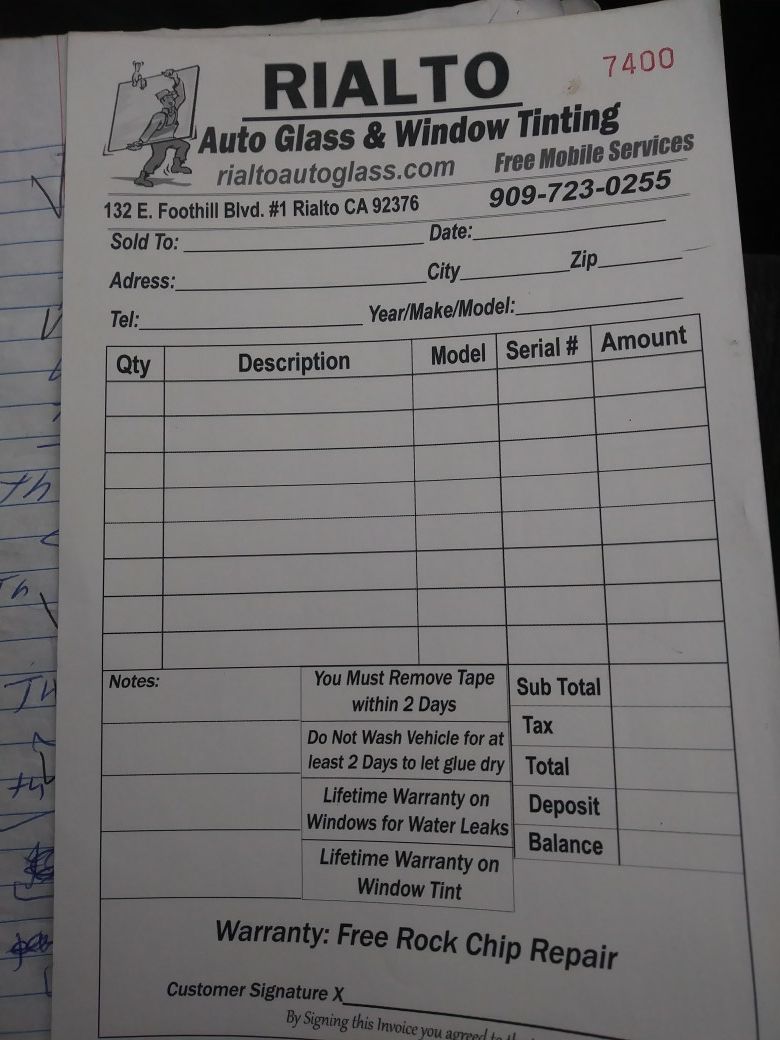 RIALTO
7400
Auto Glass & Window Tinting
rialtoautoglass.com Free Mobile Services
132 E. Foothill Blvd. #1 Rialto CA 92376 909-723-0255
Sold To: Date:
Adress: City Zip
Tel: Year/Make/Model:
Qty Description Model Serial # Amount
Notes:
You Must Remove Tape
within 2 Days
Do Not Wash Vehicle for at
least 2 Days to let glue dry
Lifetime Warranty on
Windows for Water Leaks
Lifetime Warranty on
Window Tint
Sub Total
Tax
Total
Deposit
Balance
Warranty: Free Rock Chip Repair
Customer Signature X
By Signing this Invoice you agreed to